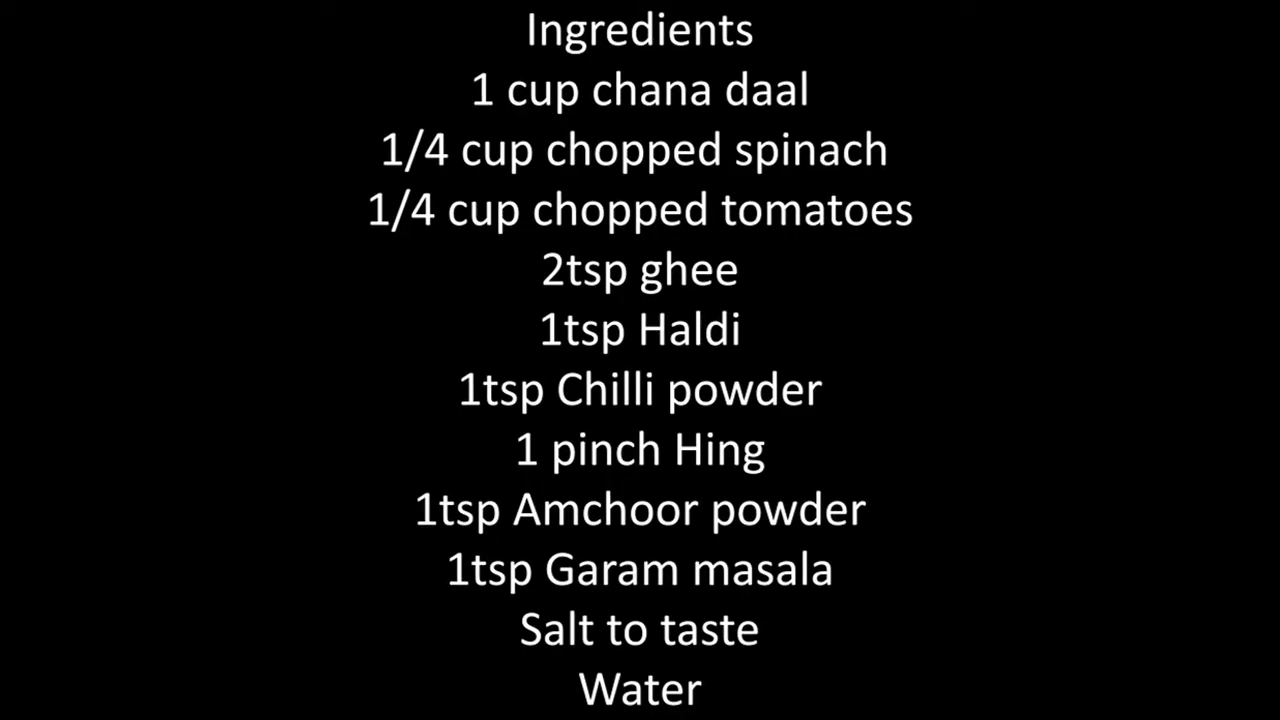 Ingredients
1 cup chana daal
1/4 cup chopped spinach
1/4 cup chopped tomatoes
2tsp ghee
1tsp Haldi
1tsp Chilli powder
1 pinch Hing
1tsp Amchoor powder
1tsp Garam masala
Salt to taste
Water